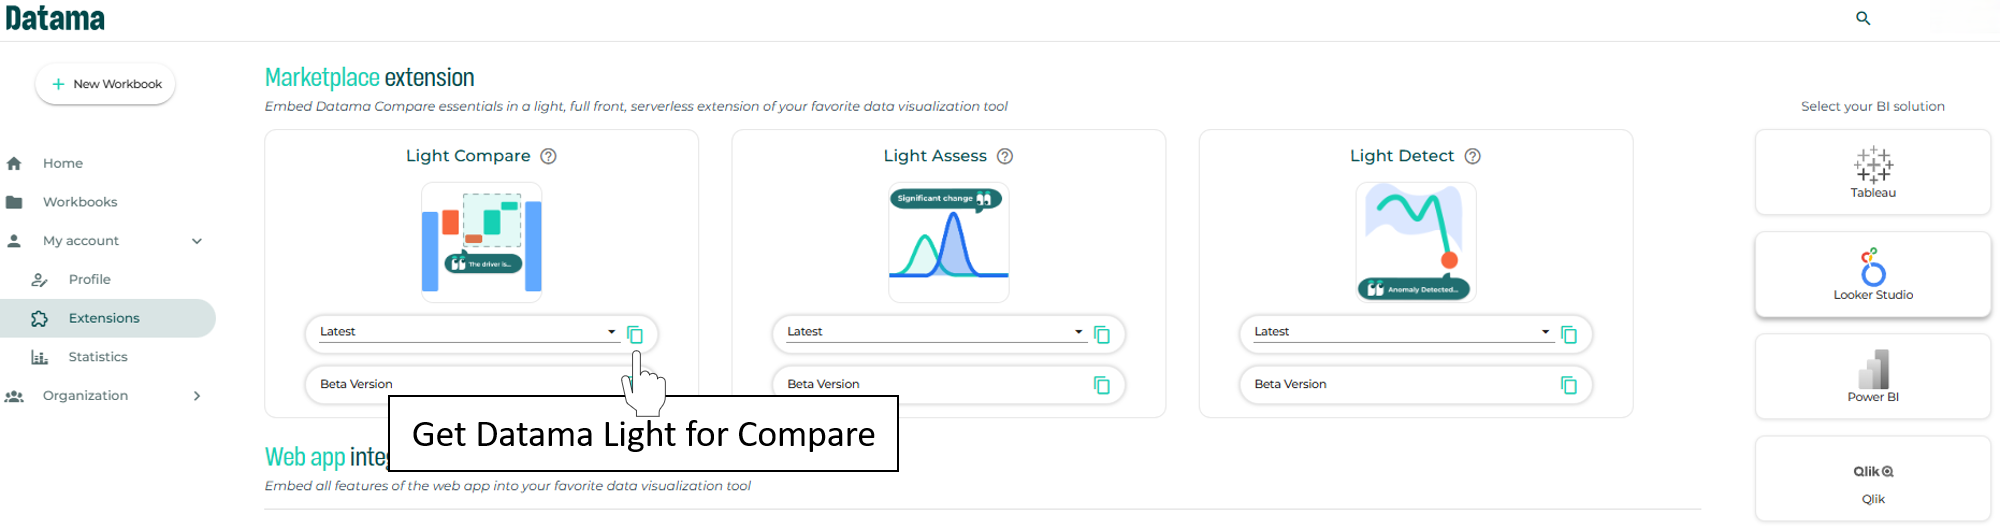 Datama
New Workbook
Home
Workbooks
My account
Profile
Extensions
Statistics
Organization
Marketplace extension
Embed Datama Compare essentials in a light, full front, serverless extension of your favorite data visualization tool
Light Compare ?
The driver is...
Latest
Beta Version
Light Assess ?
Significant change
Latest
Beta Version
Light Detect ?
Anomaly Detected...
Latest
Beta Version
Get Datama Light for Compare
Web app inte
Embed all features of the web app into your favorite data visualization tool
Select your BI solution
Tableau
Looker Studio
Power BI
Qlik
Qlik